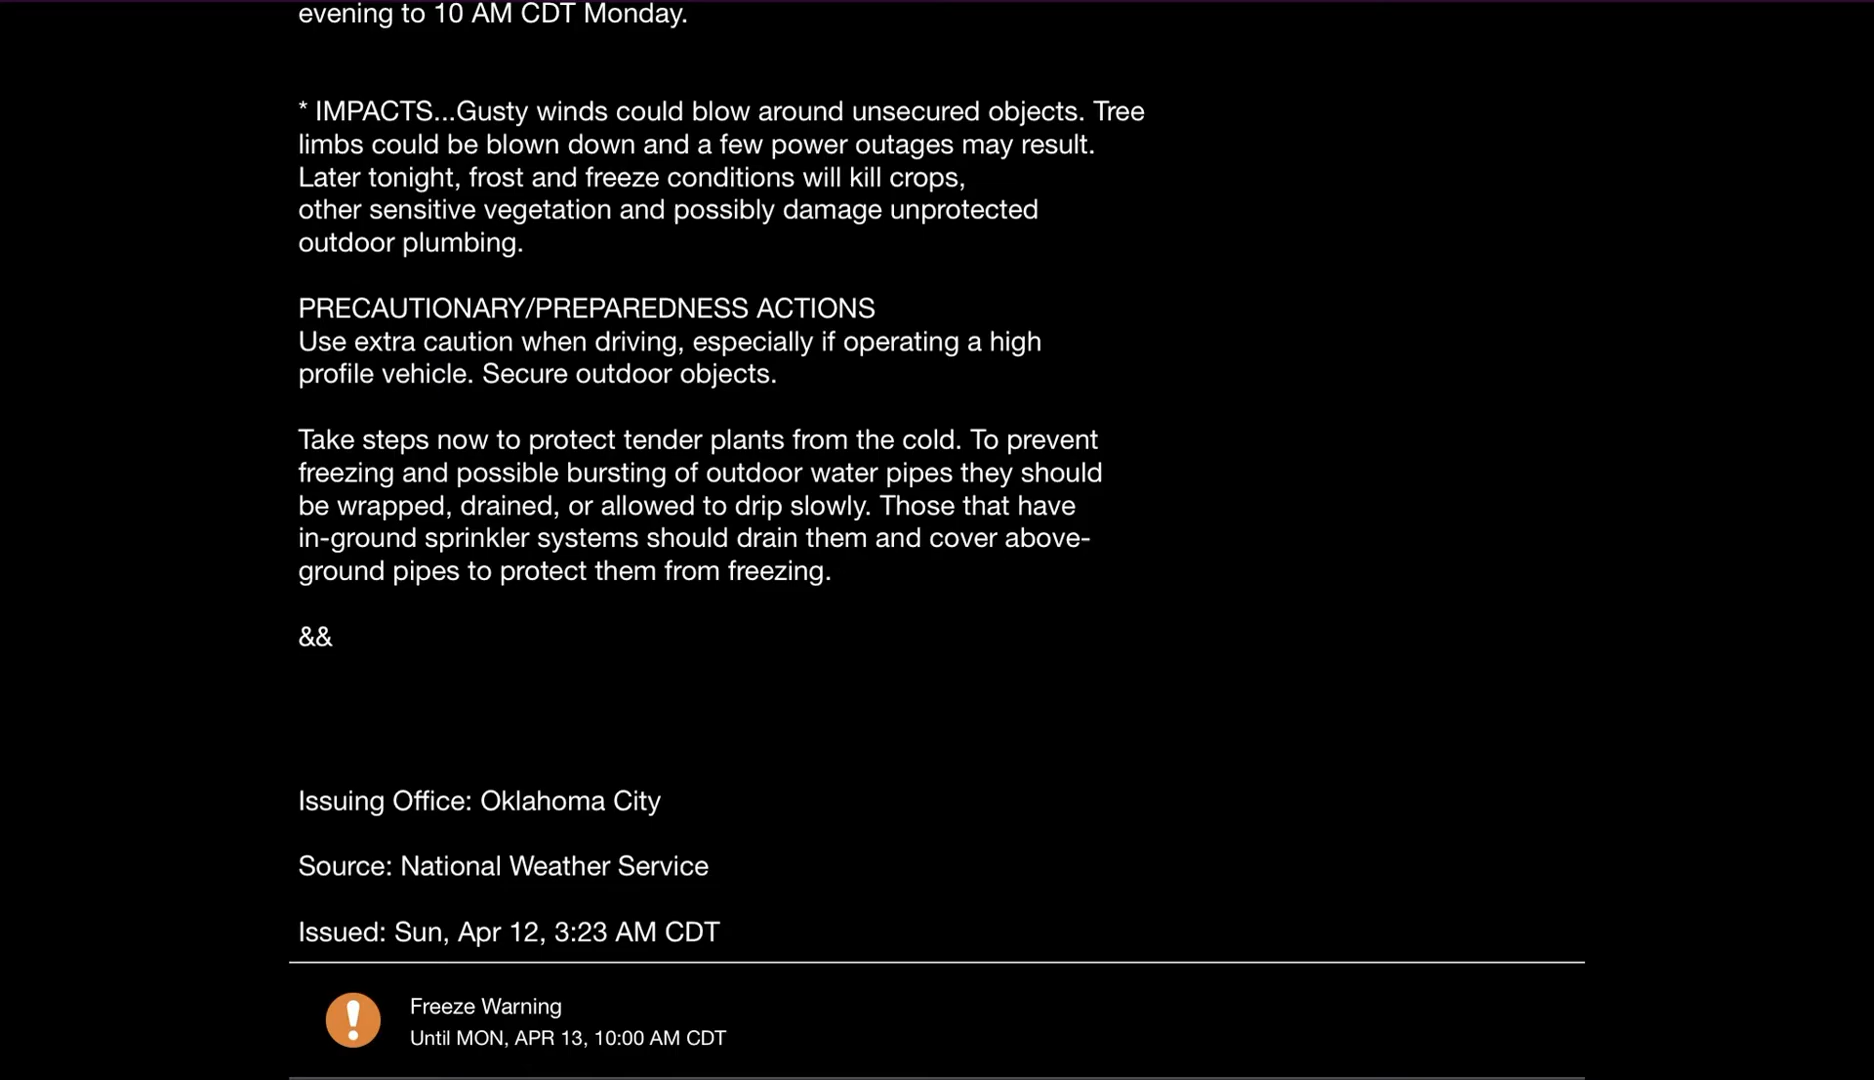 evening to 10 AM CDT Monday.
* IMPACTS...Gusty winds could blow around unsecured objects. Tree
limbs could be blown down and a few power outages may result.
Later tonight, frost and freeze conditions will kill crops,
other sensitive vegetation and possibly damage unprotected
outdoor plumbing.
PRECAUTIONARY/PREPAREDNESS ACTIONS
Use extra caution when driving, especially if operating a high
profile vehicle. Secure outdoor objects.
Take steps now to protect tender plants from the cold. To prevent
freezing and possible bursting of outdoor water pipes they should
be wrapped, drained, or allowed to drip slowly. Those that have
in-ground sprinkler systems should drain them and cover above-
ground pipes to protect them from freezing.
&&
Issuing Office: Oklahoma City
Source: National Weather Service
Issued: Sun, Apr 12, 3:23 AM CDT
Freeze Warning
Until MON, APR 13, 10:00 AM CDT